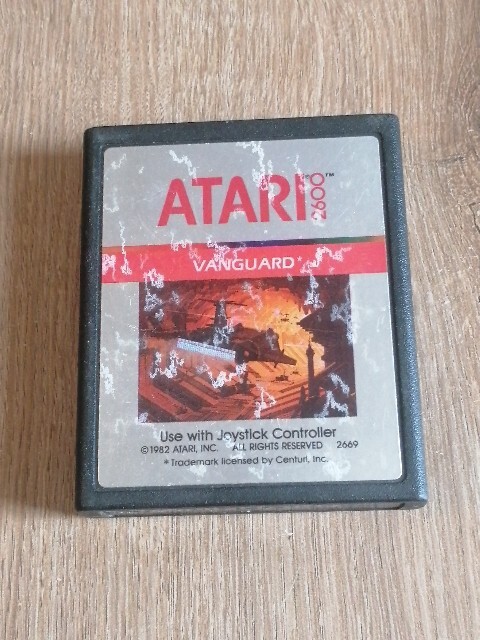 ATARI 2600™
VANGUARD*
Use with Joystick Controller
©1982 ATARI, INC. ALL RIGHTS RESERVED 2669
* Trademark licensed by Centuri, Inc.